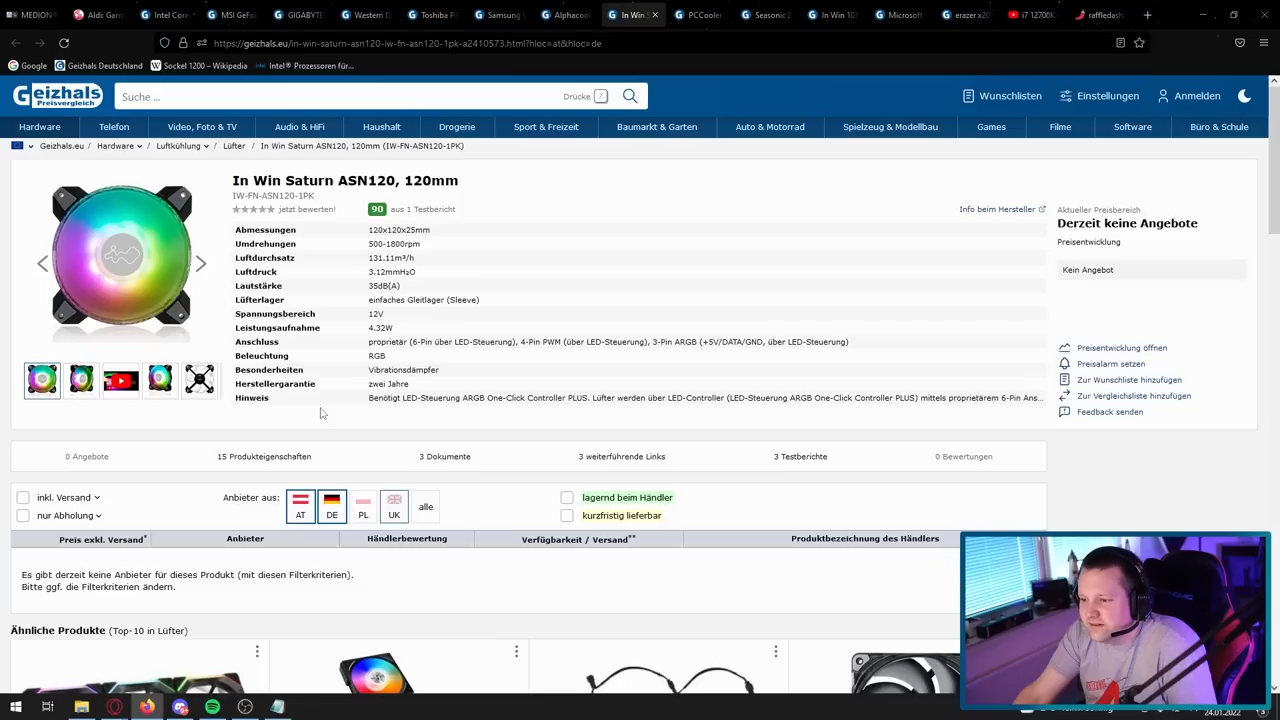 MEDION
Aldic Gam
Intel Core
MSI GeFor
GIGABYTE
Western D
Toshiba P
Samsung
Alphacool
In Win S
PCCooler
Seasonic
In Win 10
Microsoft
erazer x20
i7 12700K
raffledash
https://geizhals.eu/in-win-saturn-asn120-iw-fn-asn120-1pk-a2410573.html?hloc=at&hloc=de
Google
Geizhals Deutschland
Sockel 1200 – Wikipedia
Intel® Prozessoren für...
Geizhals
Preisvergleich
Suche ...
Drücke /
Wunschlisten
Einstellungen
Anmelden
Hardware
Telefon
Video, Foto & TV
Audio & HiFi
Haushalt
Drogerie
Sport & Freizeit
Baumarkt & Garten
Auto & Motorrad
Spielzeug & Modellbau
Games
Filme
Software
Büro & Schule
Geizhals.eu / Hardware / Luftkühlung / Lüfter / In Win Saturn ASN120, 120mm (IW-FN-ASN120-1PK)
In Win Saturn ASN120, 120mm
IW-FN-ASN120-1PK
jetzt bewerten! 90 aus 1 Testbericht
Info beim Hersteller
Abmessungen 120x120x25mm
Umdrehungen 500-1800rpm
Luftdurchsatz 131.11m³/h
Luftdruck 3.12mmH₂O
Lautstärke 35dB(A)
Lüfterlager einfaches Gleitlager (Sleeve)
Spannungsbereich 12V
Leistungsaufnahme 4.32W
Anschluss proprietär (6-Pin über LED-Steuerung), 4-Pin PWM (über LED-Steuerung), 3-Pin ARGB (+5V/DATA/GND, über LED-Steuerung)
Beleuchtung RGB
Besonderheiten Vibrationsdämpfer
Herstellergarantie zwei Jahre
Hinweis Benötigt LED-Steuerung ARGB One-Click Controller PLUS. Lüfter werden über LED-Controller (LED-Steuerung ARGB One-Click Controller PLUS) mittels proprietärem 6-Pin Ans...
Aktueller Preisbereich
Derzeit keine Angebote
Preisentwicklung
Kein Angebot
Preisentwicklung öffnen
Preisalarm setzen
Zur Wunschliste hinzufügen
Zur Vergleichsliste hinzufügen
Feedback senden
0 Angebote
15 Produkteigenschaften
3 Dokumente
3 weiterführende Links
3 Testberichte
0 Bewertungen
inkl. Versand
nur Abholung
Anbieter aus:
AT
DE
PL
UK
alle
lagernd beim Händler
kurzfristig lieferbar
Preis exkl. Versand*
Anbieter
Händlerbewertung
Verfügbarkeit / Versand**
Produktbezeichnung des Händlers
Es gibt derzeit keine Anbieter für dieses Produkt (mit diesen Filterkriterien).
Bitte ggf. die Filterkriterien ändern.
Ähnliche Produkte (Top-10 in Lüfter)
24.01.2022